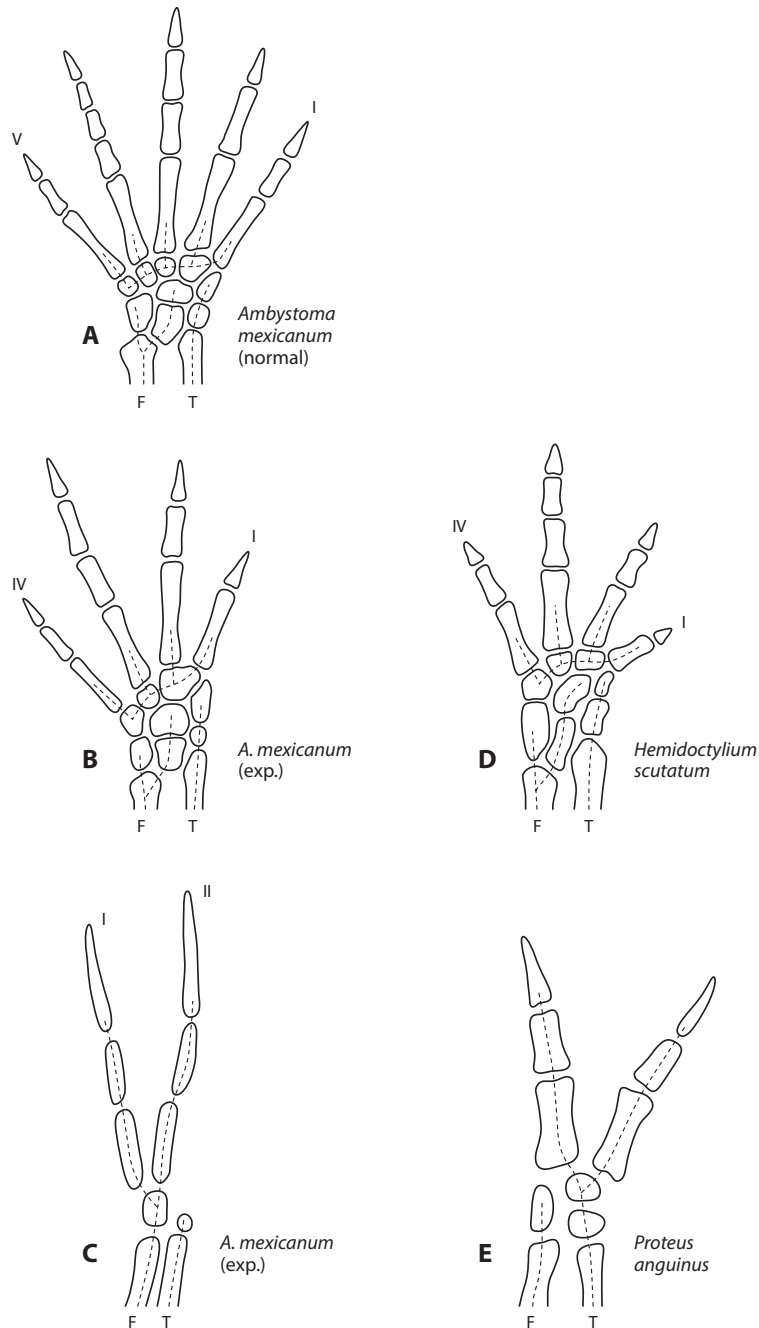 V
I
A
Ambystoma
mexicanum
(normal)
F
T
IV
I
B
A. mexicanum
(exp.)
F
T
IV
I
D
Hemidoctylium
scutatum
F
T
I
II
C
A. mexicanum
(exp.)
F
T
E
Proteus
anguinus
F
T